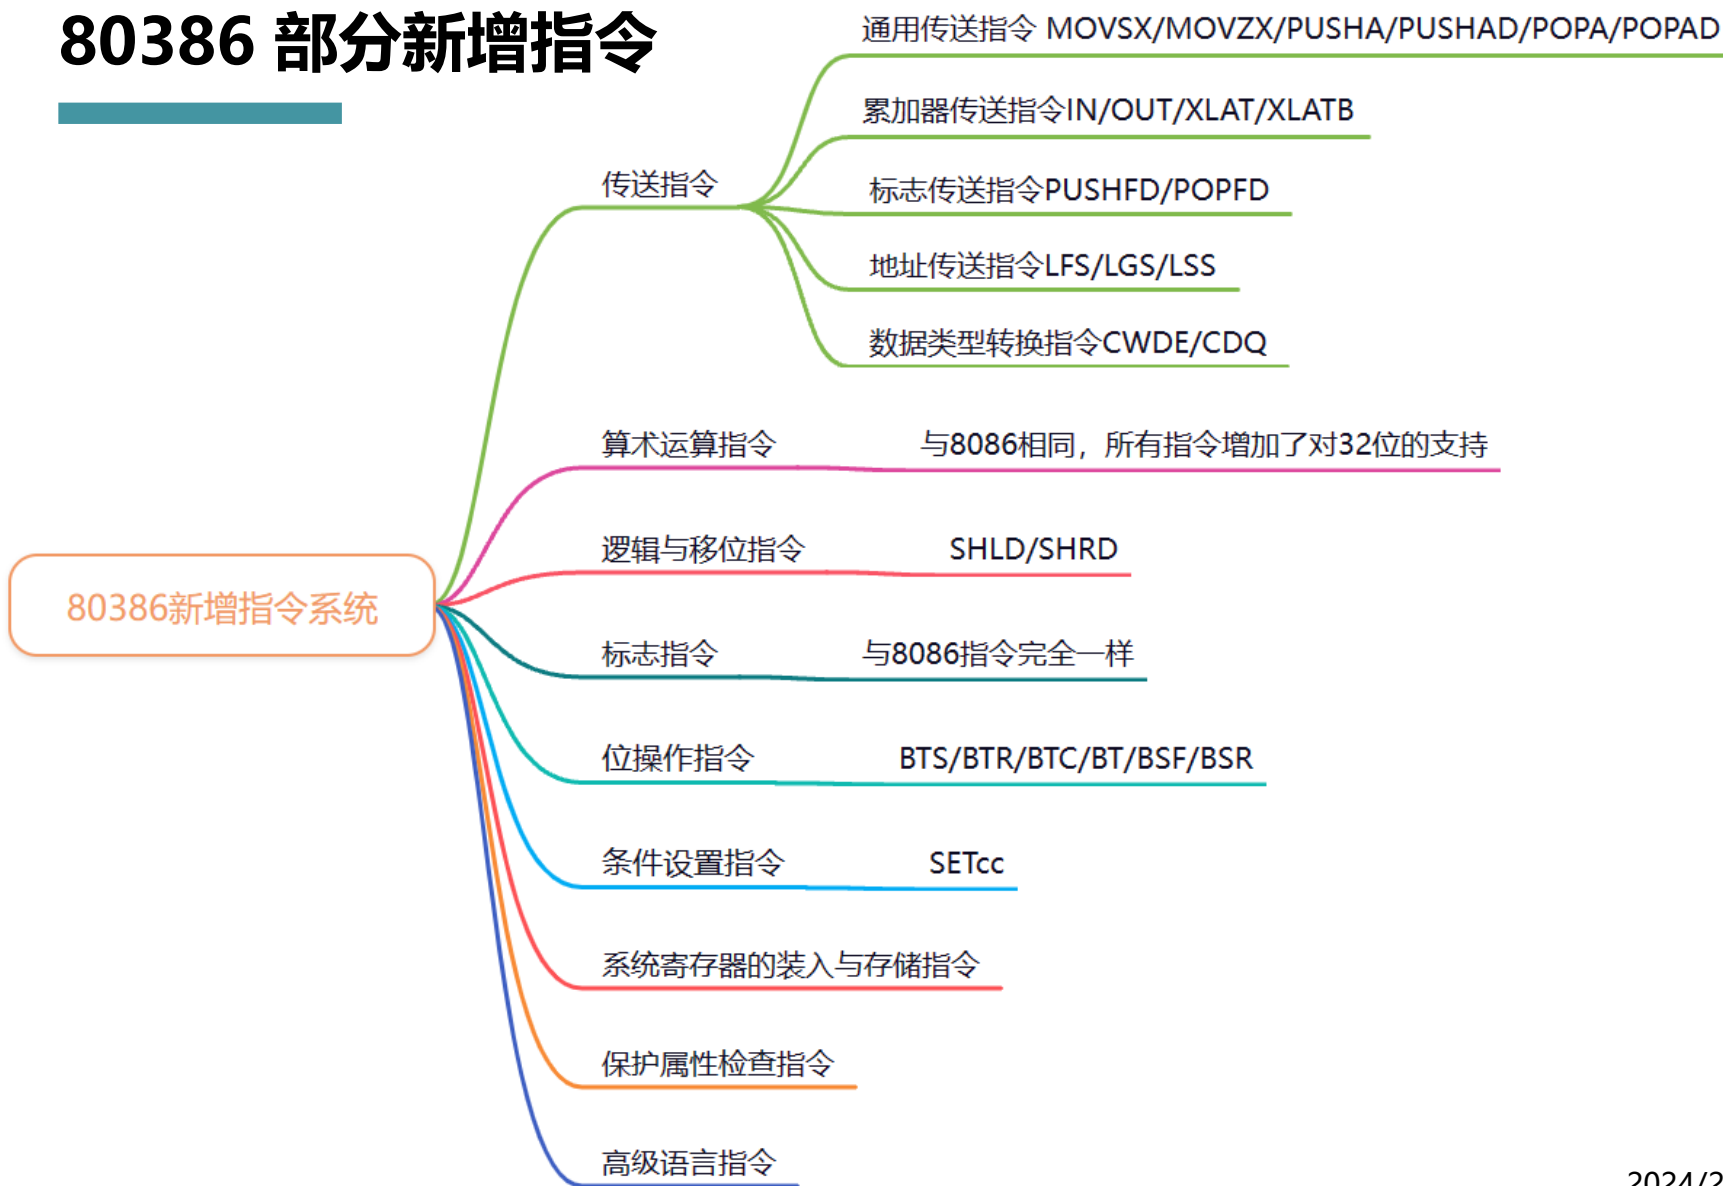 80386 部分新增指令
通用传送指令 MOVSX/MOVZX/PUSHA/PUSHAD/POPA/POPAD
累加器传送指令IN/OUT/XLAT/XLATB
传送指令
标志传送指令PUSHFD/POPFD
地址传送指令LFS/LGS/LSS
数据类型转换指令CWDE/CDQ
算术运算指令 与8086相同，所有指令增加了对32位的支持
逻辑与移位指令 SHLD/SHRD
80386新增指令系统
标志指令 与8086指令完全一样
位操作指令 BTS/BTR/BTC/BT/BSF/BSR
条件设置指令 SETcc
系统寄存器的装入与存储指令
保护属性检查指令
高级语言指令
2024/2